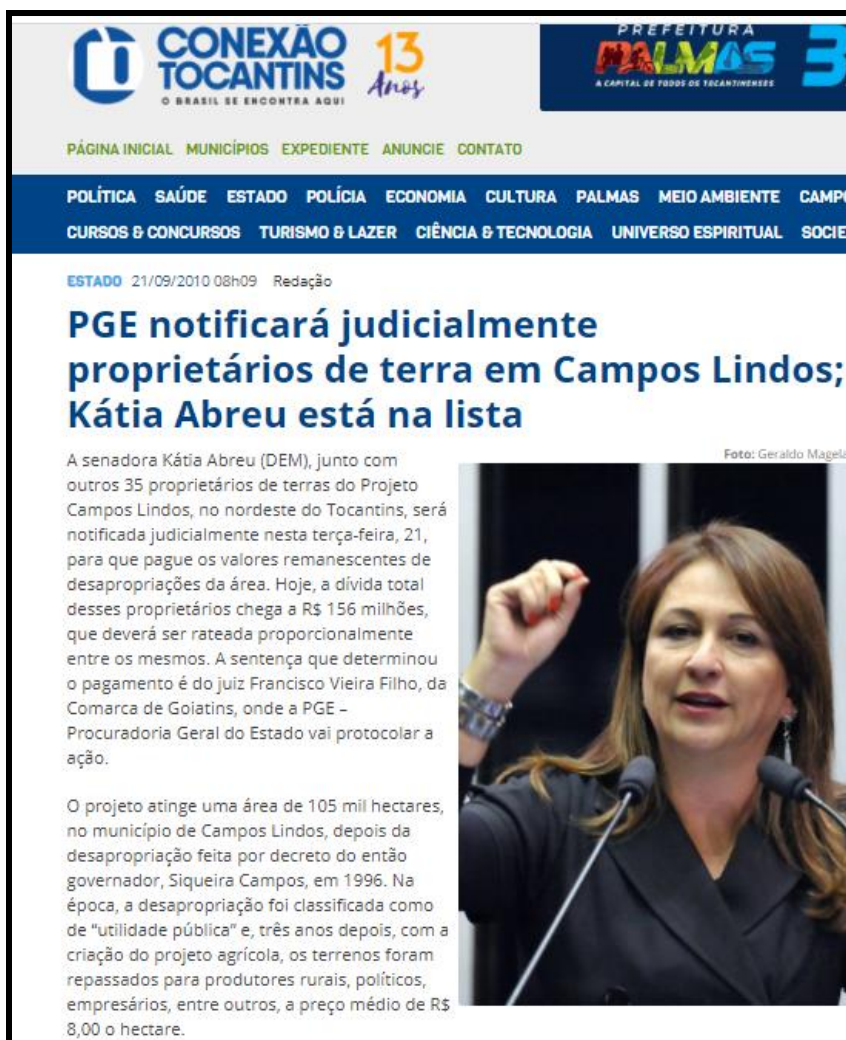 CONEXÃO
TOCANTINS
O BRASIL SE ENCONTRA AQUI
13
Anos
PREFEITURA
PALMAS
A CAPITAL DE TODOS OS TOCANTINENSES
3
PÁGINA INICIAL MUNICÍPIOS EXPEDIENTE ANUNCIE CONTATO
POLÍTICA SAÚDE ESTADO POLÍCIA ECONOMIA CULTURA PALMAS MEIO AMBIENTE CAMPO
CURSOS & CONCURSOS TURISMO & LAZER CIÊNCIA & TECNOLOGIA UNIVERSO ESPIRITUAL SOCIE
ESTADO 21/09/2010 08h09 Redação
PGE notificará judicialmente
proprietários de terra em Campos Lindos;
Kátia Abreu está na lista
Foto: Geraldo Magela
A senadora Kátia Abreu (DEM), junto com
outros 35 proprietários de terras do Projeto
Campos Lindos, no nordeste do Tocantins, será
notificada judicialmente nesta terça-feira, 21,
para que pague os valores remanescentes de
desapropriações da área. Hoje, a dívida total
desses proprietários chega a R$ 156 milhões,
que deverá ser rateada proporcionalmente
entre os mesmos. A sentença que determinou
o pagamento é do juiz Francisco Vieira Filho, da
Comarca de Goiatins, onde a PGE –
Procuradoria Geral do Estado vai protocolar a
ação.
O projeto atinge uma área de 105 mil hectares,
no município de Campos Lindos, depois da
desapropriação feita por decreto do então
governador, Siqueira Campos, em 1996. Na
época, a desapropriação foi classificada como
de “utilidade pública” e, três anos depois, com a
criação do projeto agrícola, os terrenos foram
repassados para produtores rurais, políticos,
empresários, entre outros, a preço médio de R$
8,00 o hectare.